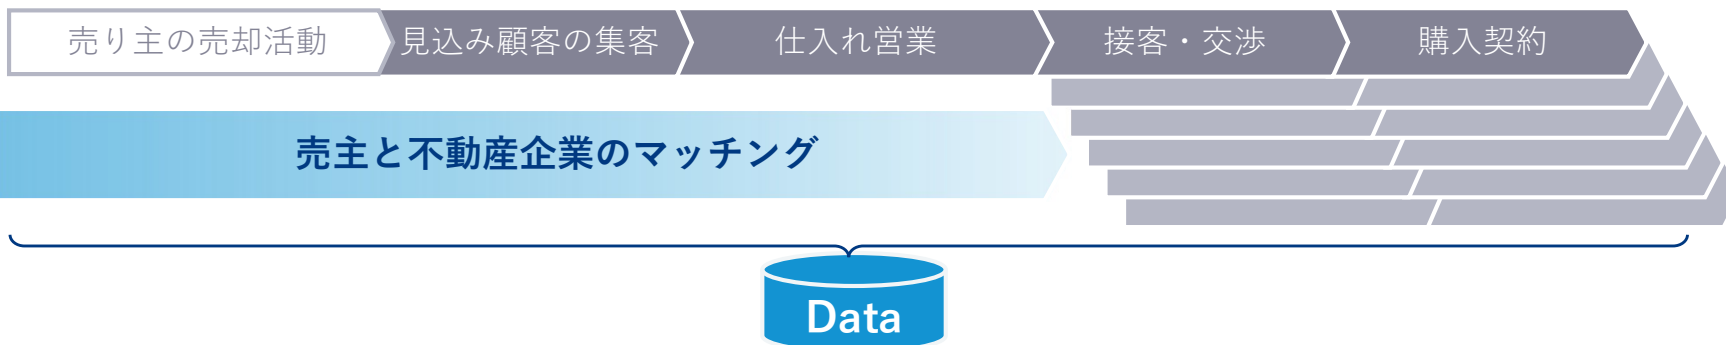 売り主の売却活動
見込み顧客の集客
仕入れ営業
接客・交渉
購入契約
売主と不動産企業のマッチング
Data